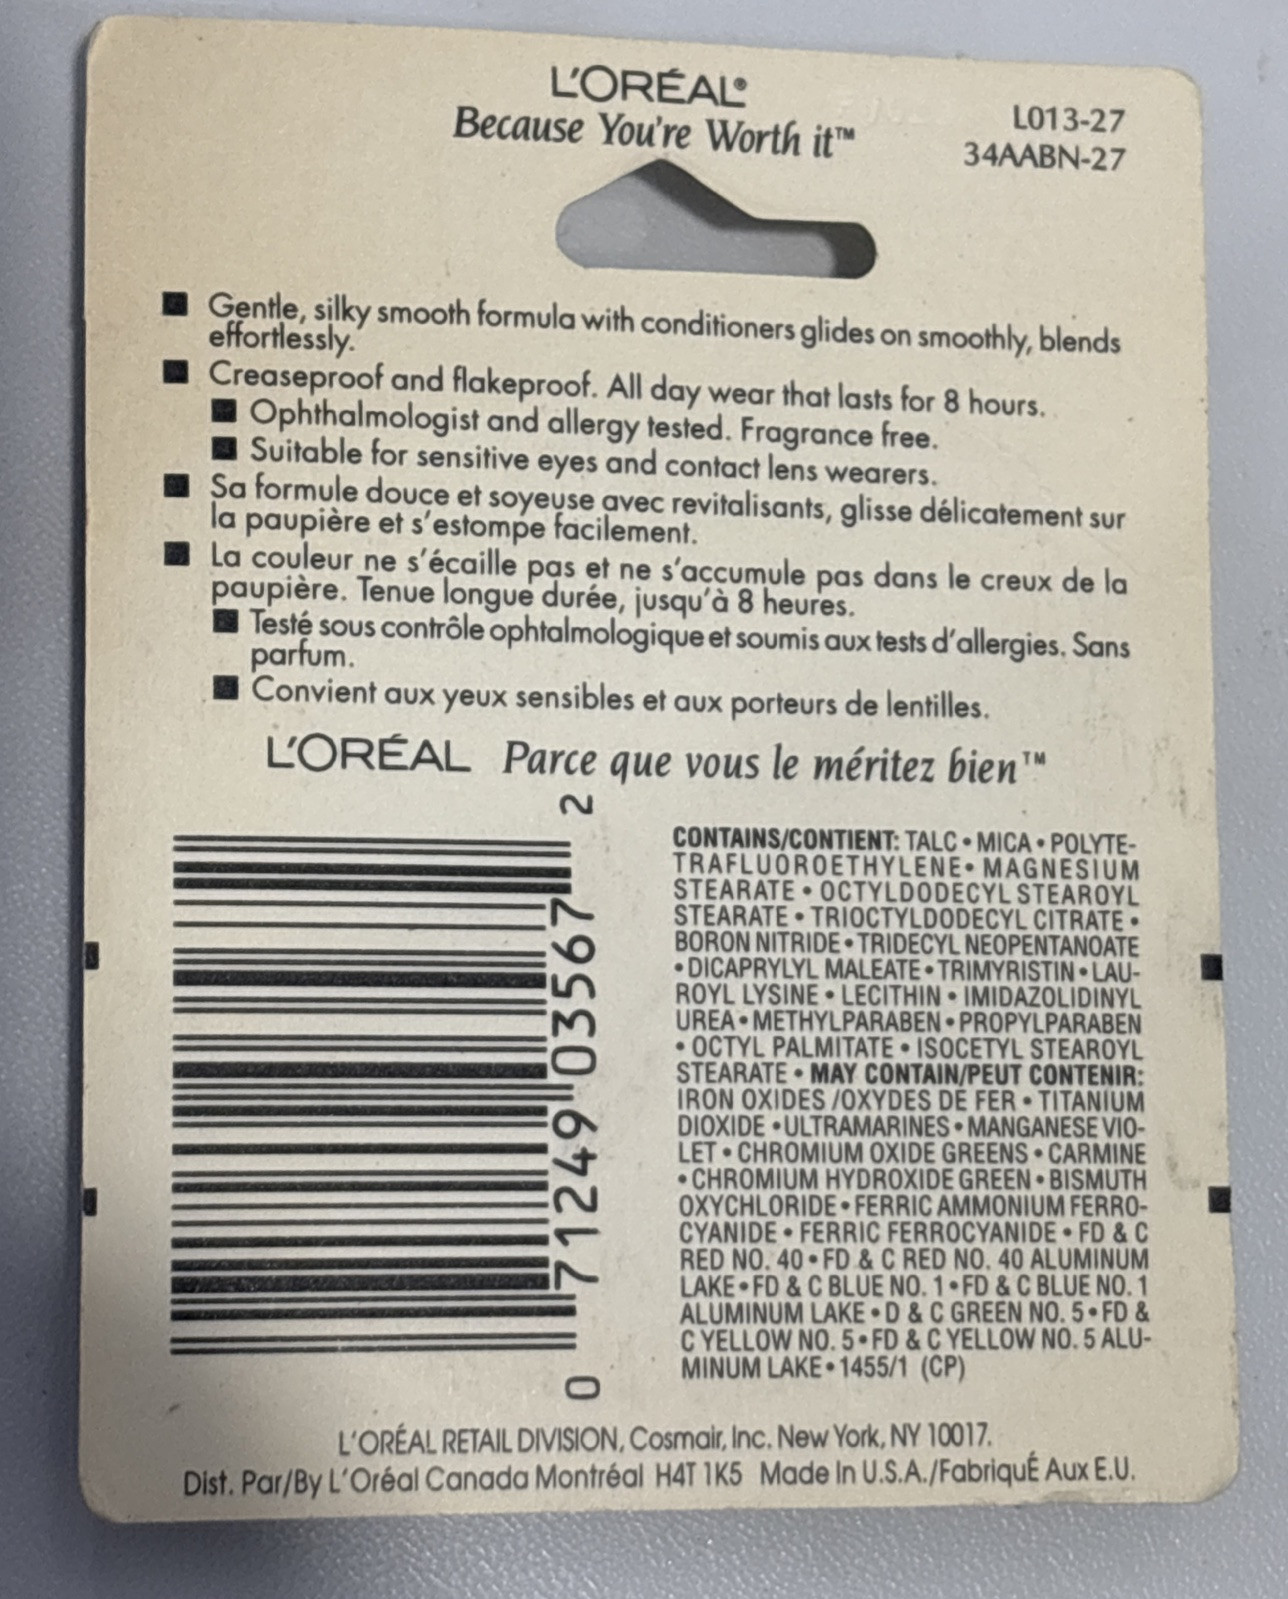 L'ORÉAL®
Because You're Worth it™
L013-27
34AABN-27
■ Gentle, silky smooth formula with conditioners glides on smoothly, blends
effortlessly.
■ Creaseproof and flakeproof. All day wear that lasts for 8 hours.
■ Ophthalmologist and allergy tested. Fragrance free.
■ Suitable for sensitive eyes and contact lens wearers.
■ Sa formule douce et soyeuse avec revitalisants, glisse délicatement sur
la paupière et s'estompe facilement.
■ La couleur ne s'écaille pas et ne s'accumule pas dans le creux de la
paupière. Tenue longue durée, jusqu'à 8 heures.
■ Testé sous contrôle ophtalmologique et soumis aux tests d'allergies. Sans
parfum.
■ Convient aux yeux sensibles et aux porteurs de lentilles.
L'ORÉAL Parce que vous le méritez bien™
0 71249 03567 2
CONTAINS/CONTIENT: TALC • MICA • POLYTE-
TRAFLUOROETHYLENE • MAGNESIUM
STEARATE • OCTYLDODECYL STEAROYL
STEARATE • TRIOCTYLDODECYL CITRATE •
BORON NITRIDE • TRIDECYL NEOPENTANOATE
• DICAPRYLYL MALEATE • TRIMYRISTIN • LAU-
ROYL LYSINE • LECITHIN • IMIDAZOLIDINYL
UREA • METHYLPARABEN • PROPYLPARABEN
• OCTYL PALMITATE • ISOCETYL STEAROYL
STEARATE • MAY CONTAIN/PEUT CONTENIR:
IRON OXIDES /OXYDES DE FER • TITANIUM
DIOXIDE • ULTRAMARINES • MANGANESE VIO-
LET • CHROMIUM OXIDE GREENS • CARMINE
• CHROMIUM HYDROXIDE GREEN • BISMUTH
OXYCHLORIDE • FERRIC AMMONIUM FERRO-
CYANIDE • FERRIC FERROCYANIDE • FD & C
RED NO. 40 • FD & C RED NO. 40 ALUMINUM
LAKE • FD & C BLUE NO. 1 • FD & C BLUE NO. 1
ALUMINUM LAKE • D & C GREEN NO. 5 • FD &
C YELLOW NO. 5 • FD & C YELLOW NO. 5 ALU-
MINUM LAKE • 1455/1 (CP)
L'ORÉAL RETAIL DIVISION, Cosmair, Inc. New York, NY 10017.
Dist. Par/By L'Oréal Canada Montréal H4T 1K5 Made In U.S.A./FabriquÉ Aux E.U.